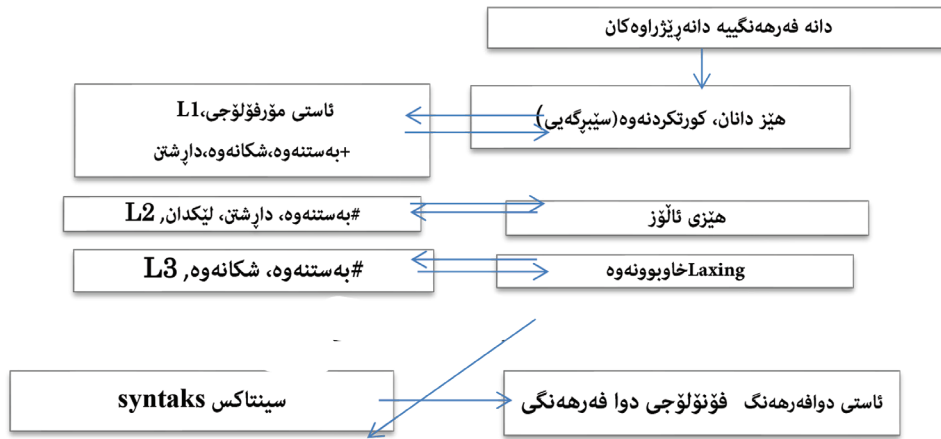 دانە فەرهەنگییە دانەڕێژراوەکان
هێز دانان، کورتکردنەوە(سێبڕگەیی)
ئاستی مۆرفۆلۆجی،L1
+بەستنەوە،شکانەوە،داڕشتن
هێزی ئاڵۆز
#بەستنەوە، داڕشتن، لێکدان, L2
Laxingخاوبوونەوە
#بەستنەوە، شکانەوە, L3
سینتاکس syntaks
ئاستی دوافەرهەنگ فۆنۆلۆجی دوا فەرهەنگی